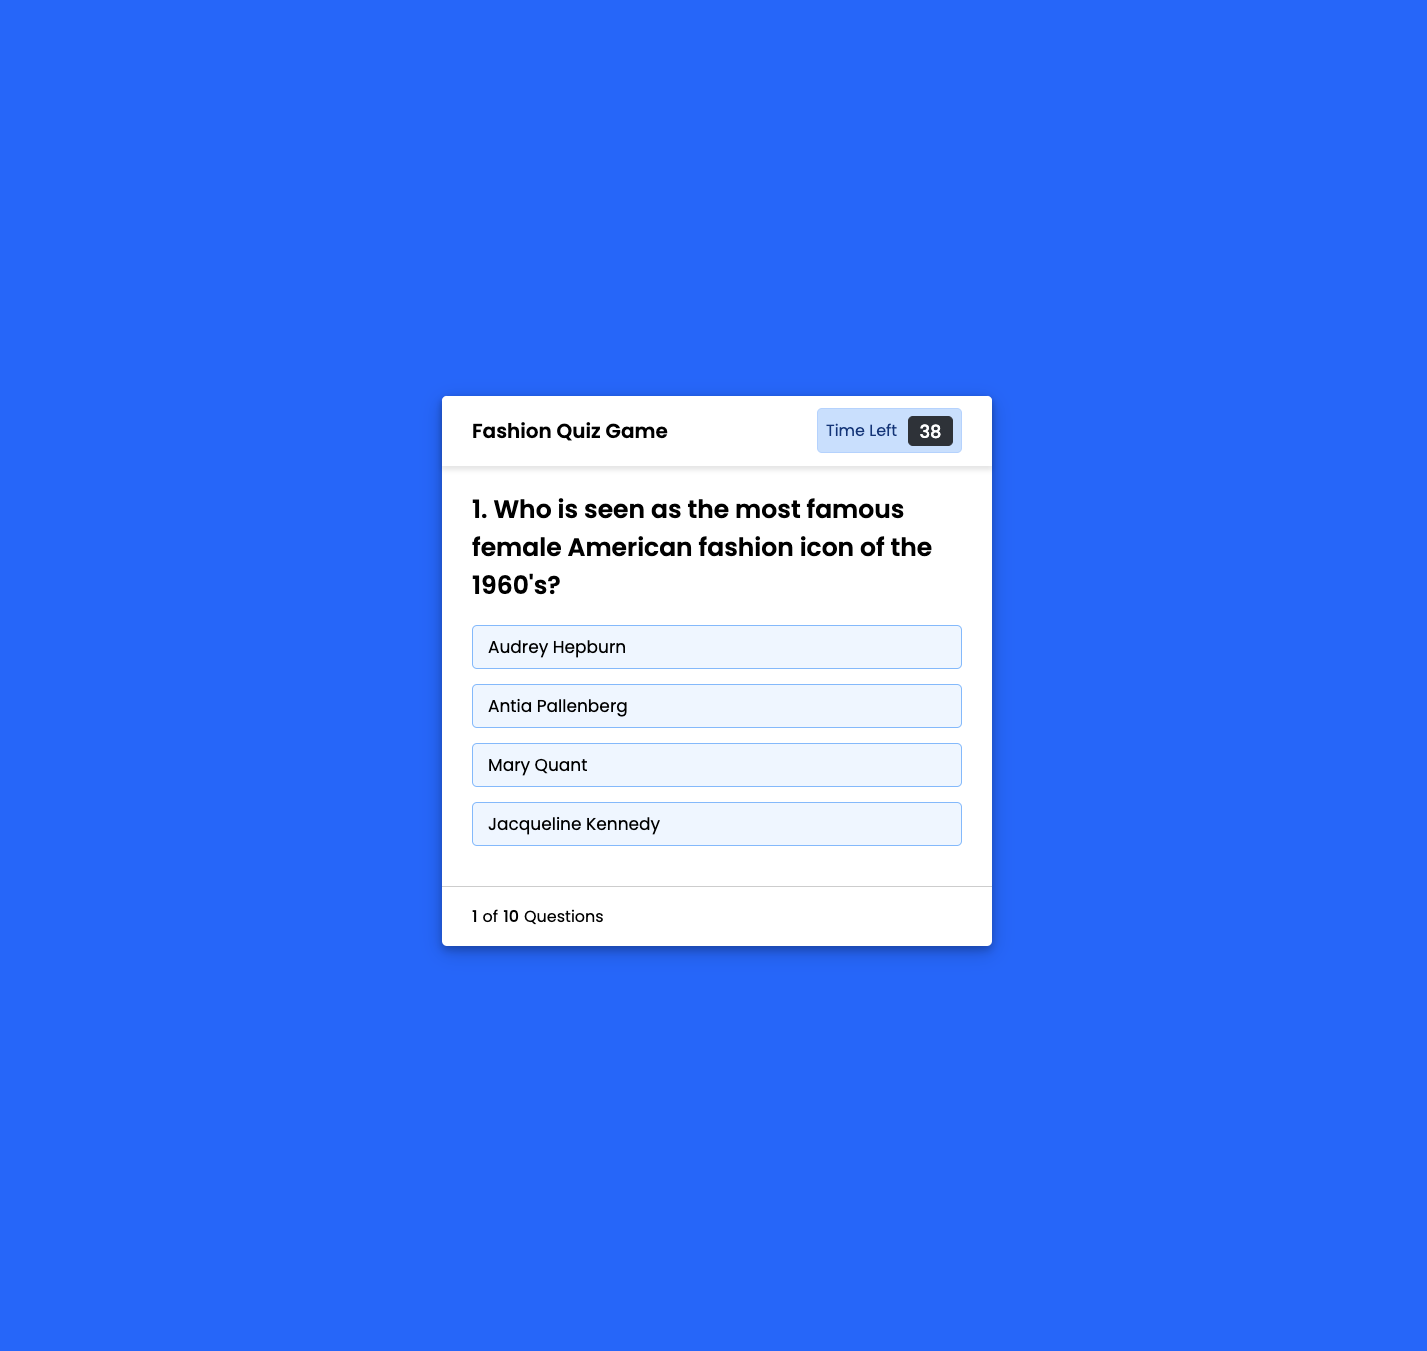 Fashion Quiz Game
Time Left 38
1. Who is seen as the most famous
female American fashion icon of the
1960's?
Audrey Hepburn
Antia Pallenberg
Mary Quant
Jacqueline Kennedy
1 of 10 Questions